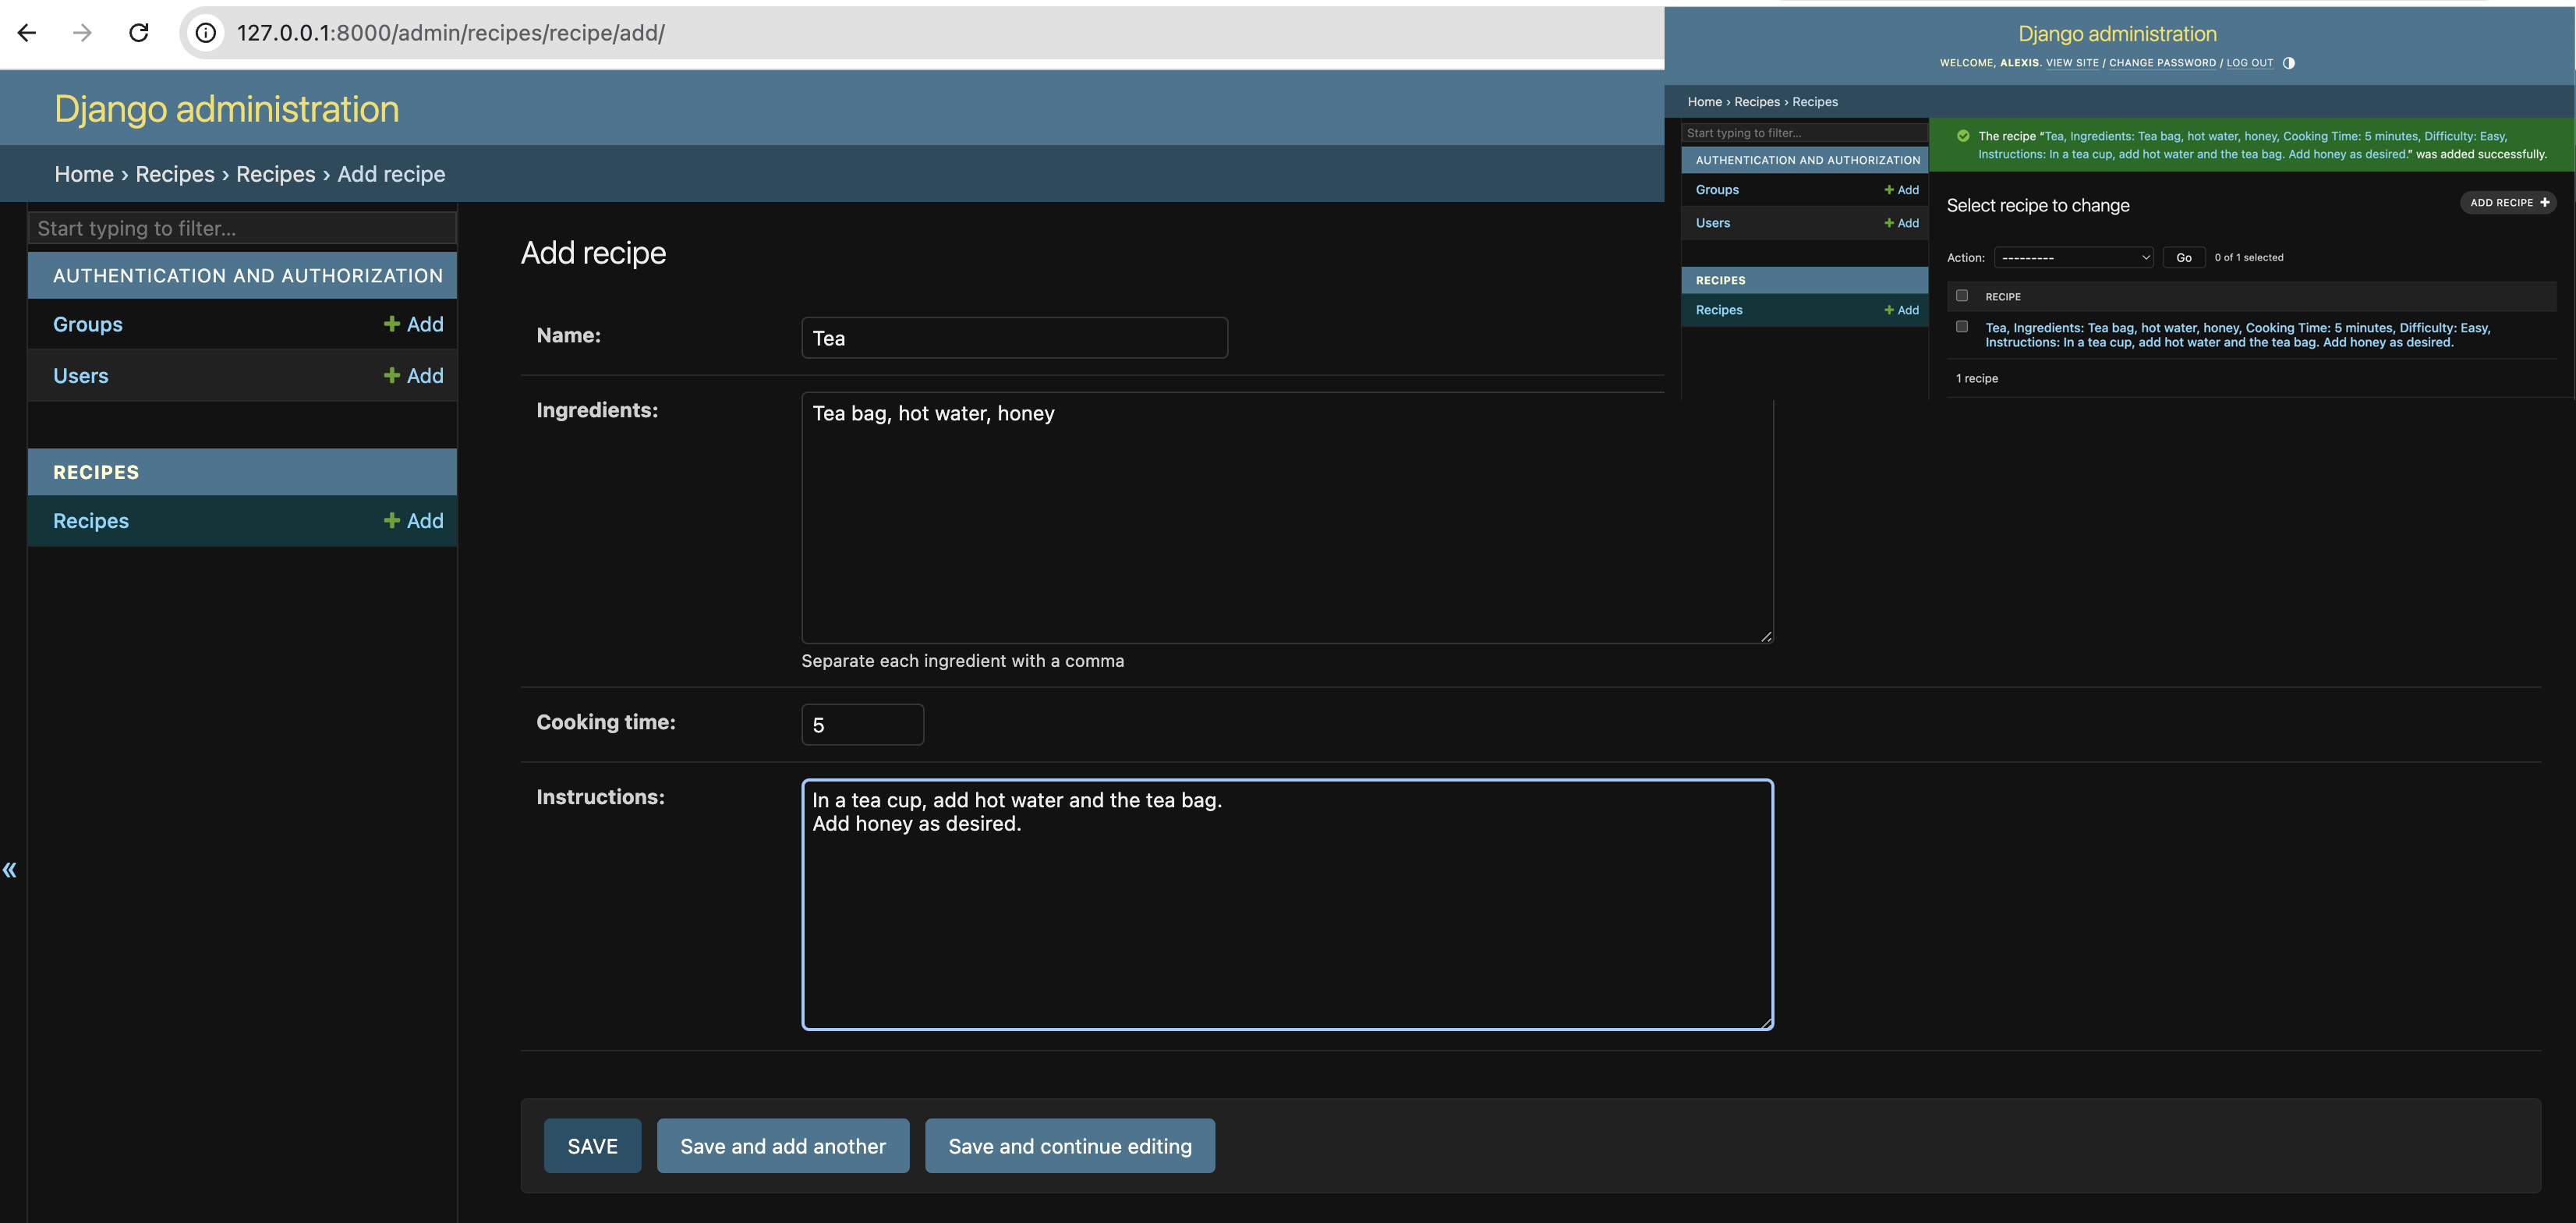 127.0.0.1:8000/admin/recipes/recipe/add/
Django administration
Home › Recipes › Recipes › Add recipe
Start typing to filter...
AUTHENTICATION AND AUTHORIZATION
Groups + Add
Users + Add
RECIPES
Recipes + Add
«
Add recipe
Name: Tea
Ingredients: Tea bag, hot water, honey
Separate each ingredient with a comma
Cooking time: 5
Instructions: In a tea cup, add hot water and the tea bag.
Add honey as desired.
SAVE Save and add another Save and continue editing
Django administration
WELCOME, ALEXIS. VIEW SITE / CHANGE PASSWORD / LOG OUT
Home › Recipes › Recipes
Start typing to filter...
AUTHENTICATION AND AUTHORIZATION
Groups + Add
Users + Add
RECIPES
Recipes + Add
The recipe “Tea, Ingredients: Tea bag, hot water, honey, Cooking Time: 5 minutes, Difficulty: Easy,
Instructions: In a tea cup, add hot water and the tea bag. Add honey as desired.” was added successfully.
Select recipe to change
ADD RECIPE +
Action: --------- Go 0 of 1 selected
RECIPE
Tea, Ingredients: Tea bag, hot water, honey, Cooking Time: 5 minutes, Difficulty: Easy,
Instructions: In a tea cup, add hot water and the tea bag. Add honey as desired.
1 recipe